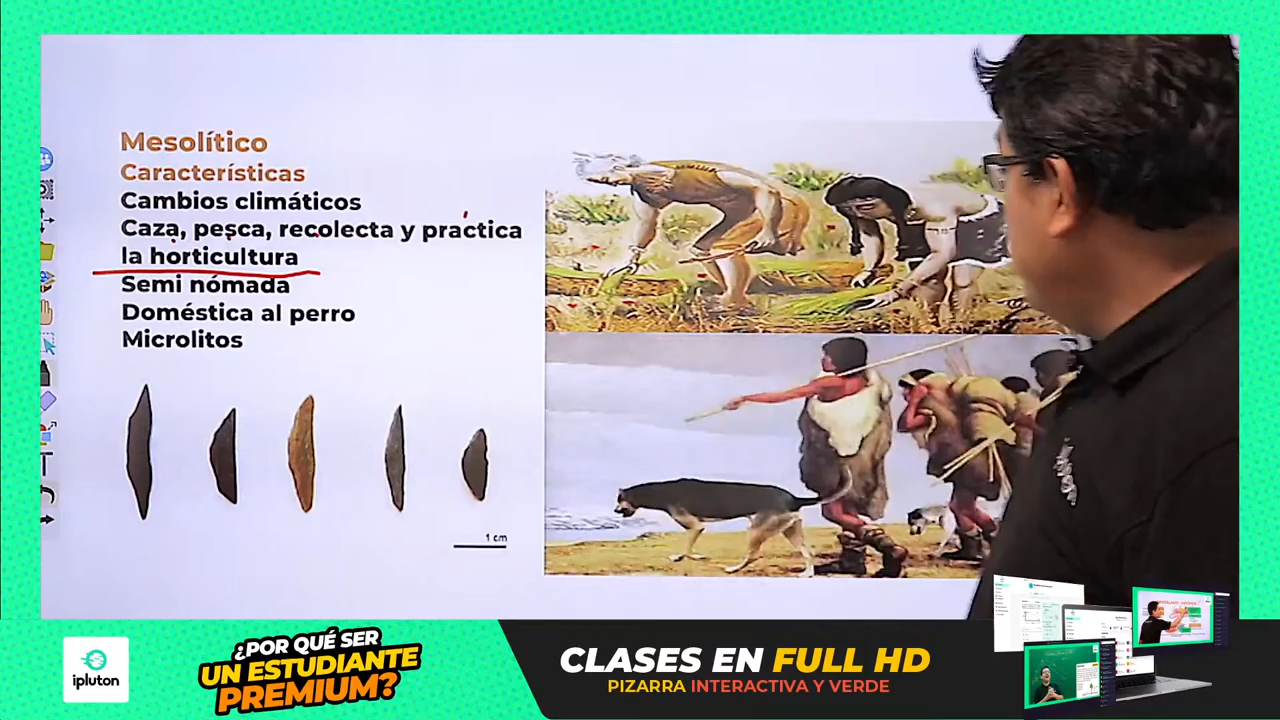 Mesolítico
Características
Cambios climáticos
Caza, pesca, recolecta y práctica
la horticultura
Semi nómada
Doméstica al perro
Microlitos
1 cm
ipluton
¿POR QUÉ SER
UN ESTUDIANTE
PREMIUM?
CLASES EN FULL HD
PIZARRA INTERACTIVA Y VERDE